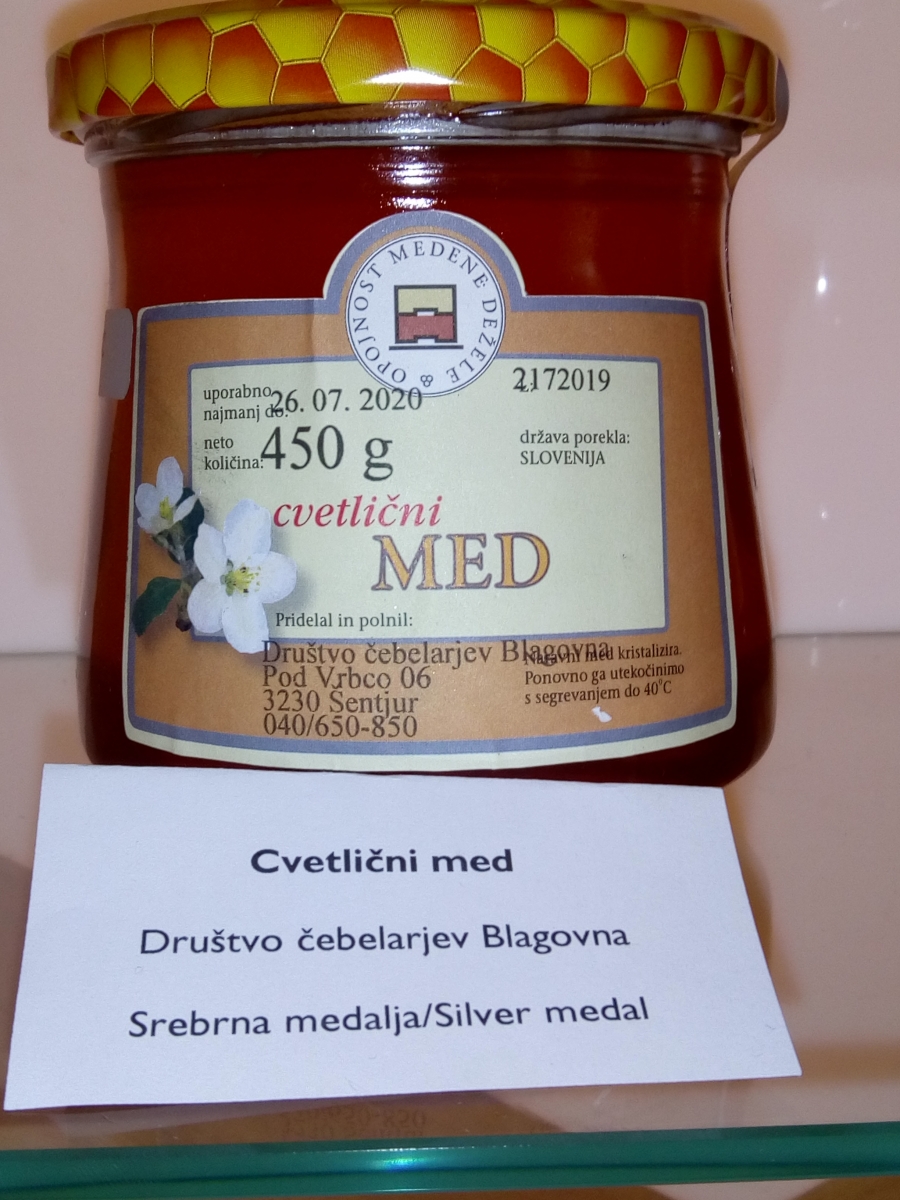 OPOJNOST MEDENE DEŽELE &
uporabno
najmanj do: 26. 07. 2020
2172019
neto
količina: 450 g
država porekla:
SLOVENIJA
cvetlični
MED
Pridelal in polnil:
Društvo čebelarjev Blagovna
Pod Vrbco 06
3230 Sentjur
040/650-850
Naravni med kristalizira.
Ponovno ga utekočinimo
s segrevanjem do 40°C
Cvetlični med
Društvo čebelarjev Blagovna
Srebrna medalja/Silver medal